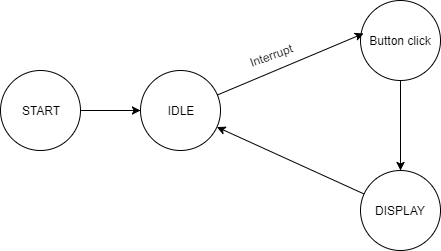 START
IDLE
Interrupt
Button click
DISPLAY